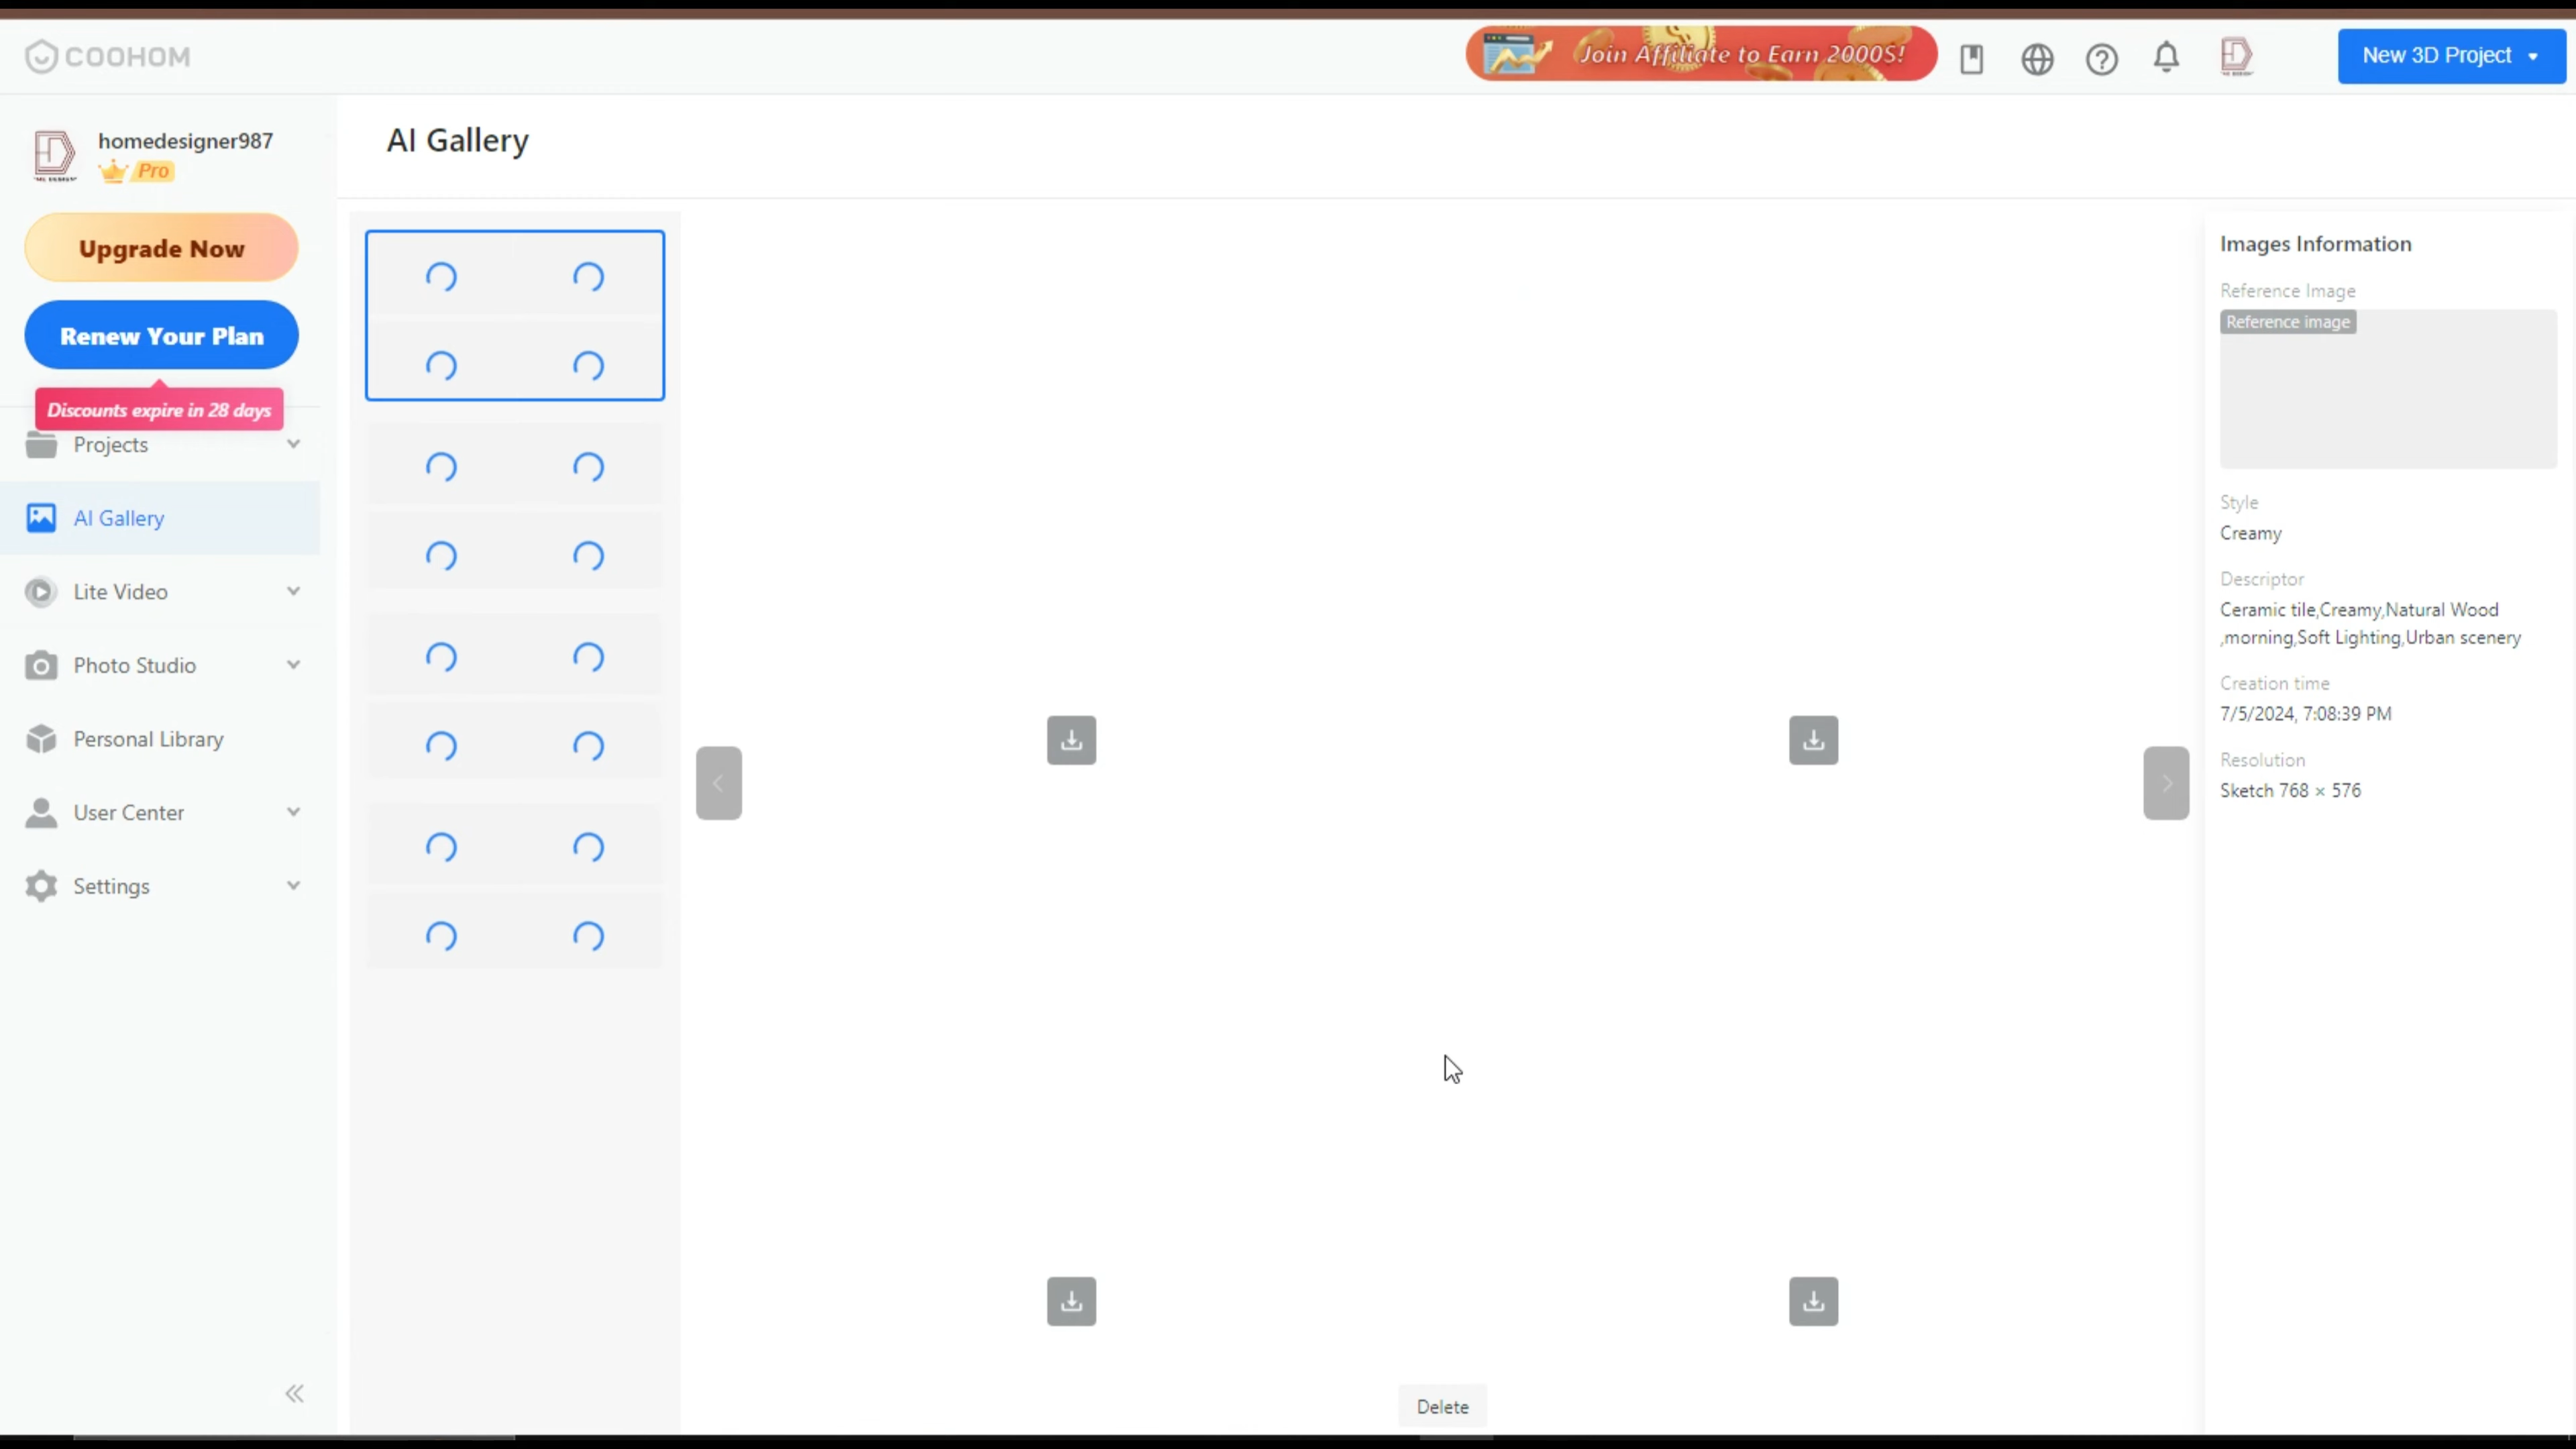 COOHOM
Join Affiliate to Earn 2000$!
New 3D Project
homedesigner987
Pro
Upgrade Now
Renew Your Plan
Discounts expire in 28 days
Projects
AI Gallery
Lite Video
Photo Studio
Personal Library
User Center
Settings
AI Gallery
Delete
Images Information
Reference Image
Reference image
Style
Creamy
Descriptor
Ceramic tile,Creamy,Natural Wood
,morning,Soft Lighting,Urban scenery
Creation time
7/5/2024, 7:08:39 PM
Resolution
Sketch 768 × 576